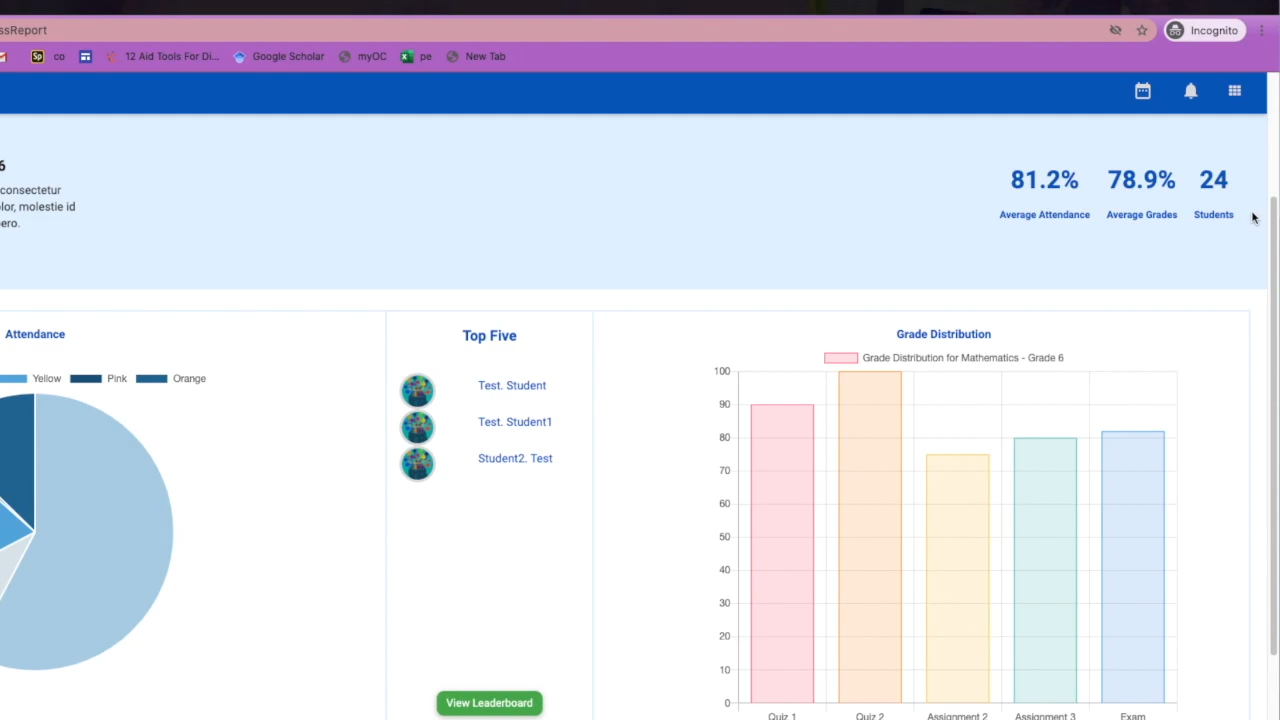 ssReport
Incognito
Sp
co
12 Aid Tools For Di...
Google Scholar
myOC
pe
New Tab
6
consectetur
lor, molestie id
ero.
81.2%
78.9%
24
Average Attendance
Average Grades
Students
Attendance
Yellow
Pink
Orange
Top Five
Test. Student
Test. Student1
Student2. Test
View Leaderboard
Grade Distribution
Grade Distribution for Mathematics - Grade 6
100
90
80
70
60
50
40
30
20
10
0
Quiz 1
Quiz 2
Assignment 2
Assignment 3
Exam